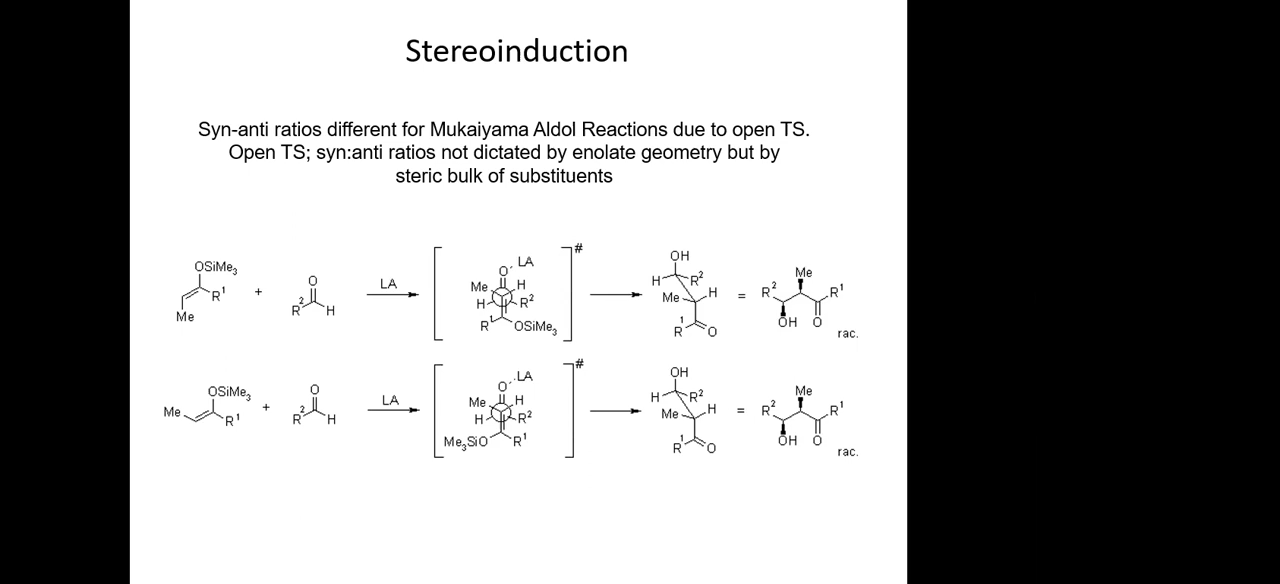 Stereoinduction
Syn-anti ratios different for Mukaiyama Aldol Reactions due to open TS.
Open TS; syn:anti ratios not dictated by enolate geometry but by
steric bulk of substituents
OSiMe3
R1
Me
+
O
R2
H
LA
#
O
LA
Me
H
H
R2
R1
OSiMe3
OH
H
R2
Me
H
R1
O
=
Me
R2
R1
OH
O
rac.
OSiMe3
Me
R1
+
O
R2
H
LA
#
O
LA
Me
H
H
R2
Me3SiO
R1
OH
H
R2
Me
H
R1
O
=
Me
R2
R1
OH
O
rac.